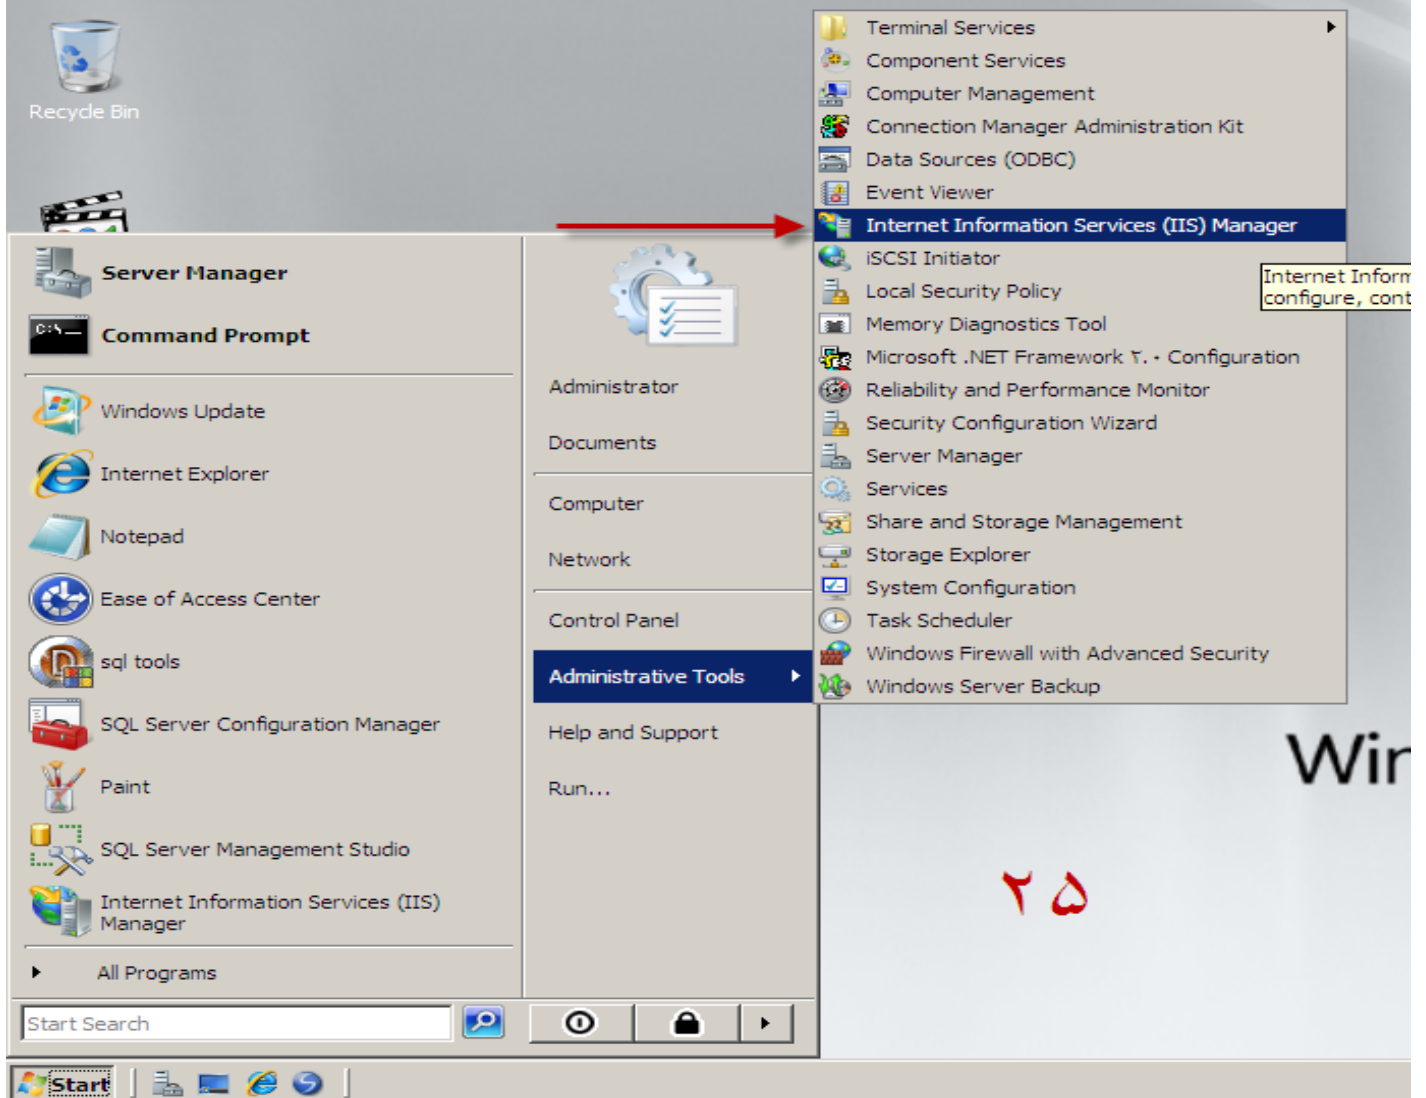 Recycle Bin
Server Manager
C:\
Command Prompt
Windows Update
Internet Explorer
Notepad
Ease of Access Center
sql tools
SQL Server Configuration Manager
Paint
SQL Server Management Studio
Internet Information Services (IIS)
Manager
All Programs
Start Search
Administrator
Documents
Computer
Network
Control Panel
Administrative Tools
Help and Support
Run...
Terminal Services
Component Services
Computer Management
Connection Manager Administration Kit
Data Sources (ODBC)
Event Viewer
Internet Information Services (IIS) Manager
iSCSI Initiator
Local Security Policy
Memory Diagnostics Tool
Microsoft .NET Framework ۲.۰ Configuration
Reliability and Performance Monitor
Security Configuration Wizard
Server Manager
Services
Share and Storage Management
Storage Explorer
System Configuration
Task Scheduler
Windows Firewall with Advanced Security
Windows Server Backup
Internet Inform
configure, cont
Win
۲۵
Start